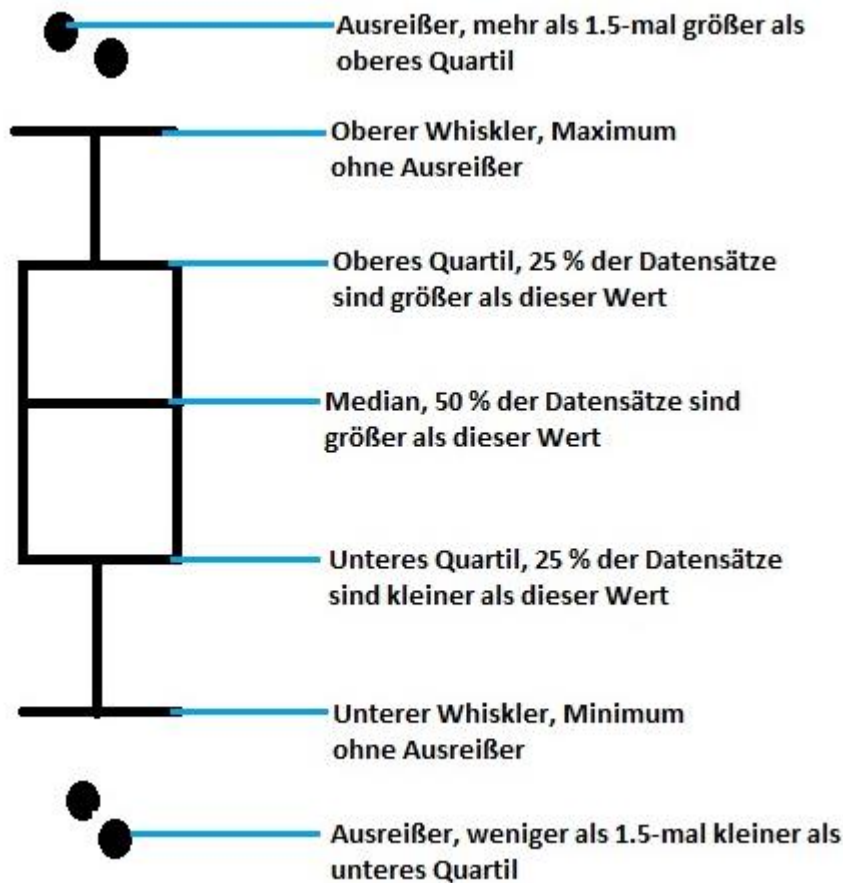 Ausreißer, mehr als 1.5-mal größer als
oberes Quartil
Oberer Whiskler, Maximum
ohne Ausreißer
Oberes Quartil, 25 % der Datensätze
sind größer als dieser Wert
Median, 50 % der Datensätze sind
größer als dieser Wert
Unteres Quartil, 25 % der Datensätze
sind kleiner als dieser Wert
Unterer Whiskler, Minimum
ohne Ausreißer
Ausreißer, weniger als 1.5-mal kleiner als
unteres Quartil